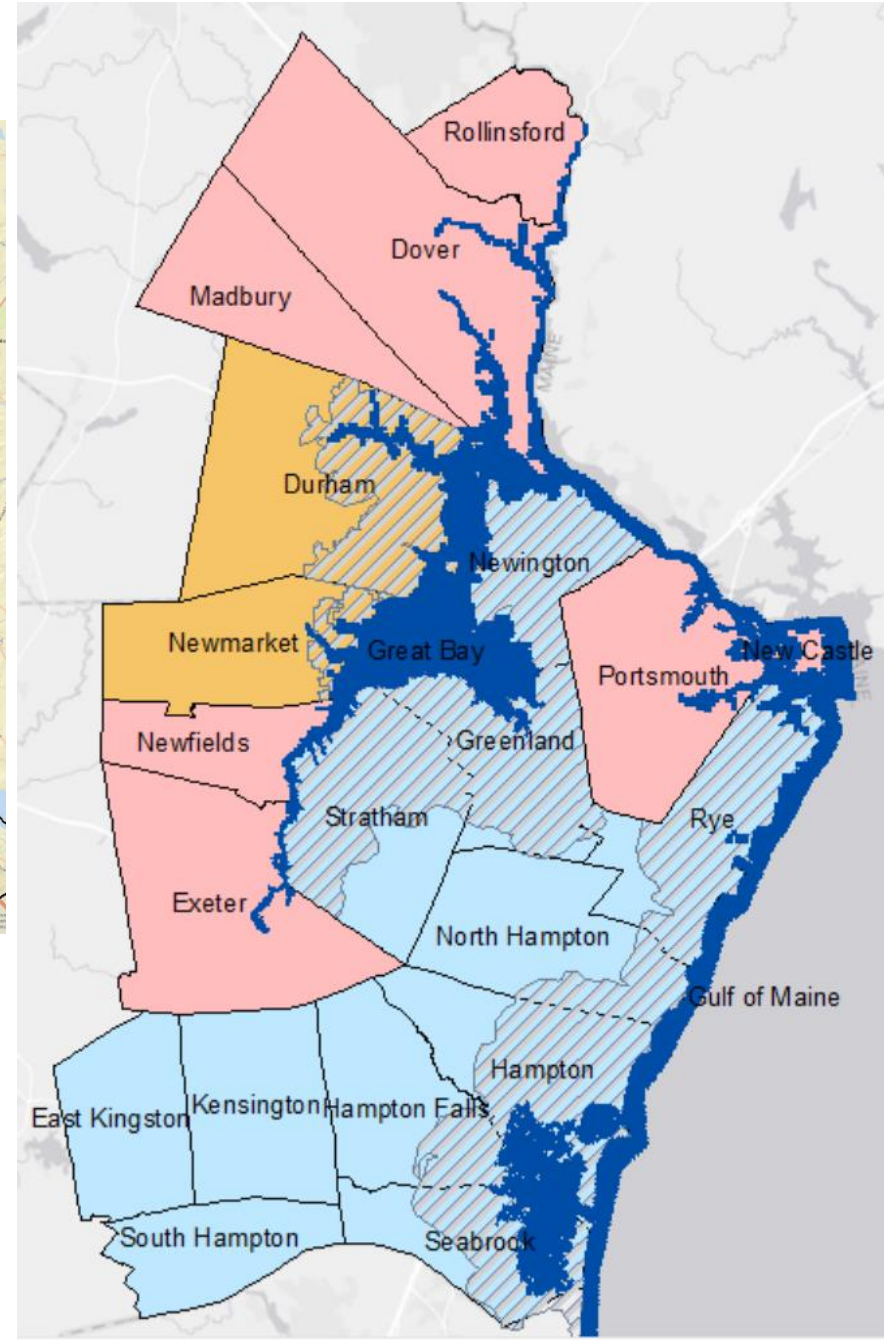 Rollinsford
Dover
Madbury
MAINE
Durham
Newington
Newmarket
Great Bay
New Castle
Portsmouth
Newfields
Greenland
Stratham
Rye
Exeter
North Hampton
Gulf of Maine
Hampton
East Kingston
Kensington
Hampton Falls
South Hampton
Seabrook